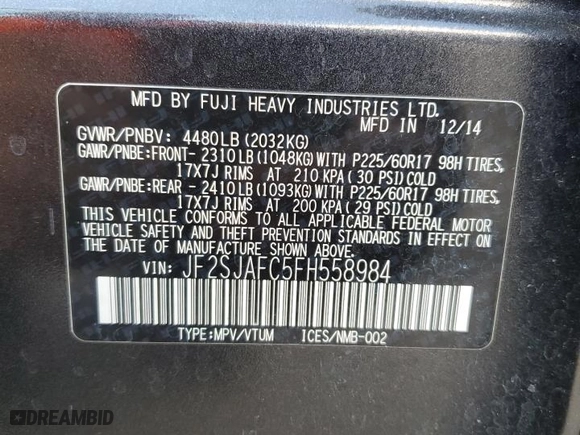 MFD BY FUJI HEAVY INDUSTRIES LTD.
MFD IN 12/14
GVWR/PNBV: 4480LB(2032KG)
GAWR/PNBE:FRONT- 2310LB(1048KG)WITH P225/60R17 98H TIRES,
17X7J RIMS AT 210 KPA(30 PSI)COLD
GAWR/PNBE:REAR - 2410LB(1093KG)WITH P225/60R17 98H TIRES,
17X7J RIMS AT 200 KPA(29 PSI)COLD
THIS VEHICLE CONFORMS TO ALL APPLICABLE FEDERAL MOTOR
VEHICLE SAFETY AND THEFT PREVENTION STANDARDS IN EFFECT
ON THE DATE OF MANUFACTURE SHOWN ABOVE.
VIN: JF2SJAFC5FH558984
TYPE:MPV/VTUM ICES/NMB-002
DREAMBID